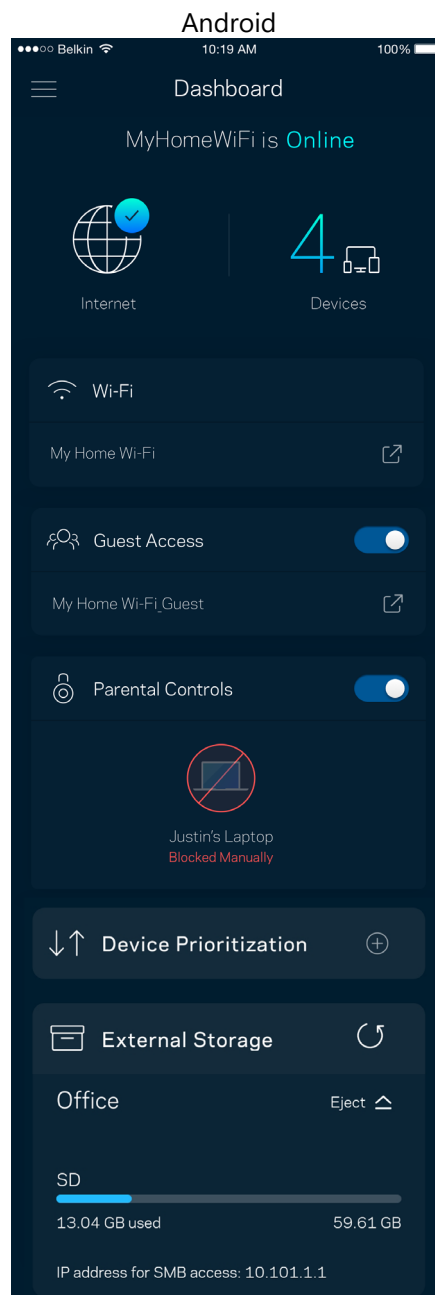 Android
Belkin 10:19 AM 100%
Dashboard
MyHomeWiFi is Online
4
Internet Devices
Wi-Fi
My Home Wi-Fi
Guest Access
My Home Wi-Fi_Guest
Parental Controls
Justin's Laptop
Blocked Manually
Device Prioritization
External Storage
Office Eject
SD
13.04 GB used 59.61 GB
IP address for SMB access: 10.101.1.1